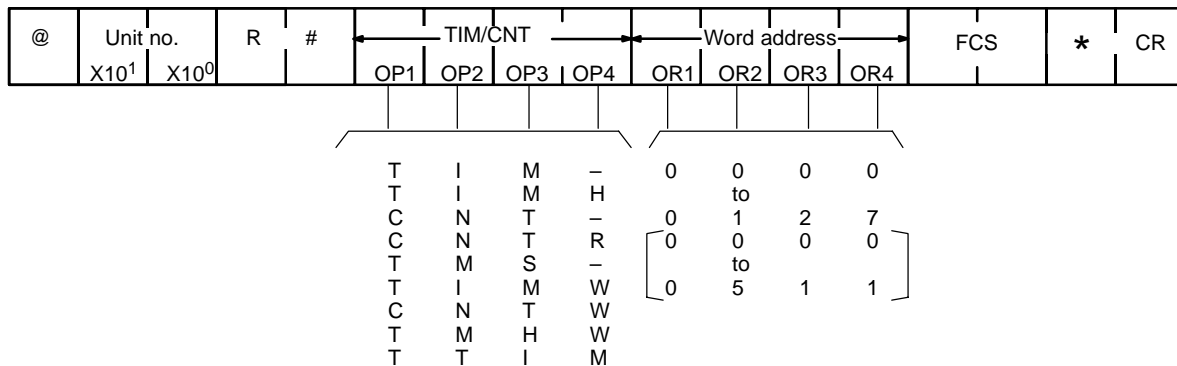 @ Unit no. R # TIM/CNT Word address FCS * CR
X10¹ X10⁰ OP1 OP2 OP3 OP4 OR1 OR2 OR3 OR4
T I M – 0 0 0 0
T I M H to
C N T – 0 1 2 7
C N T R 0 0 0 0
T M S – to
T I M W 0 5 1 1
C N T W
T M H W
T T I M